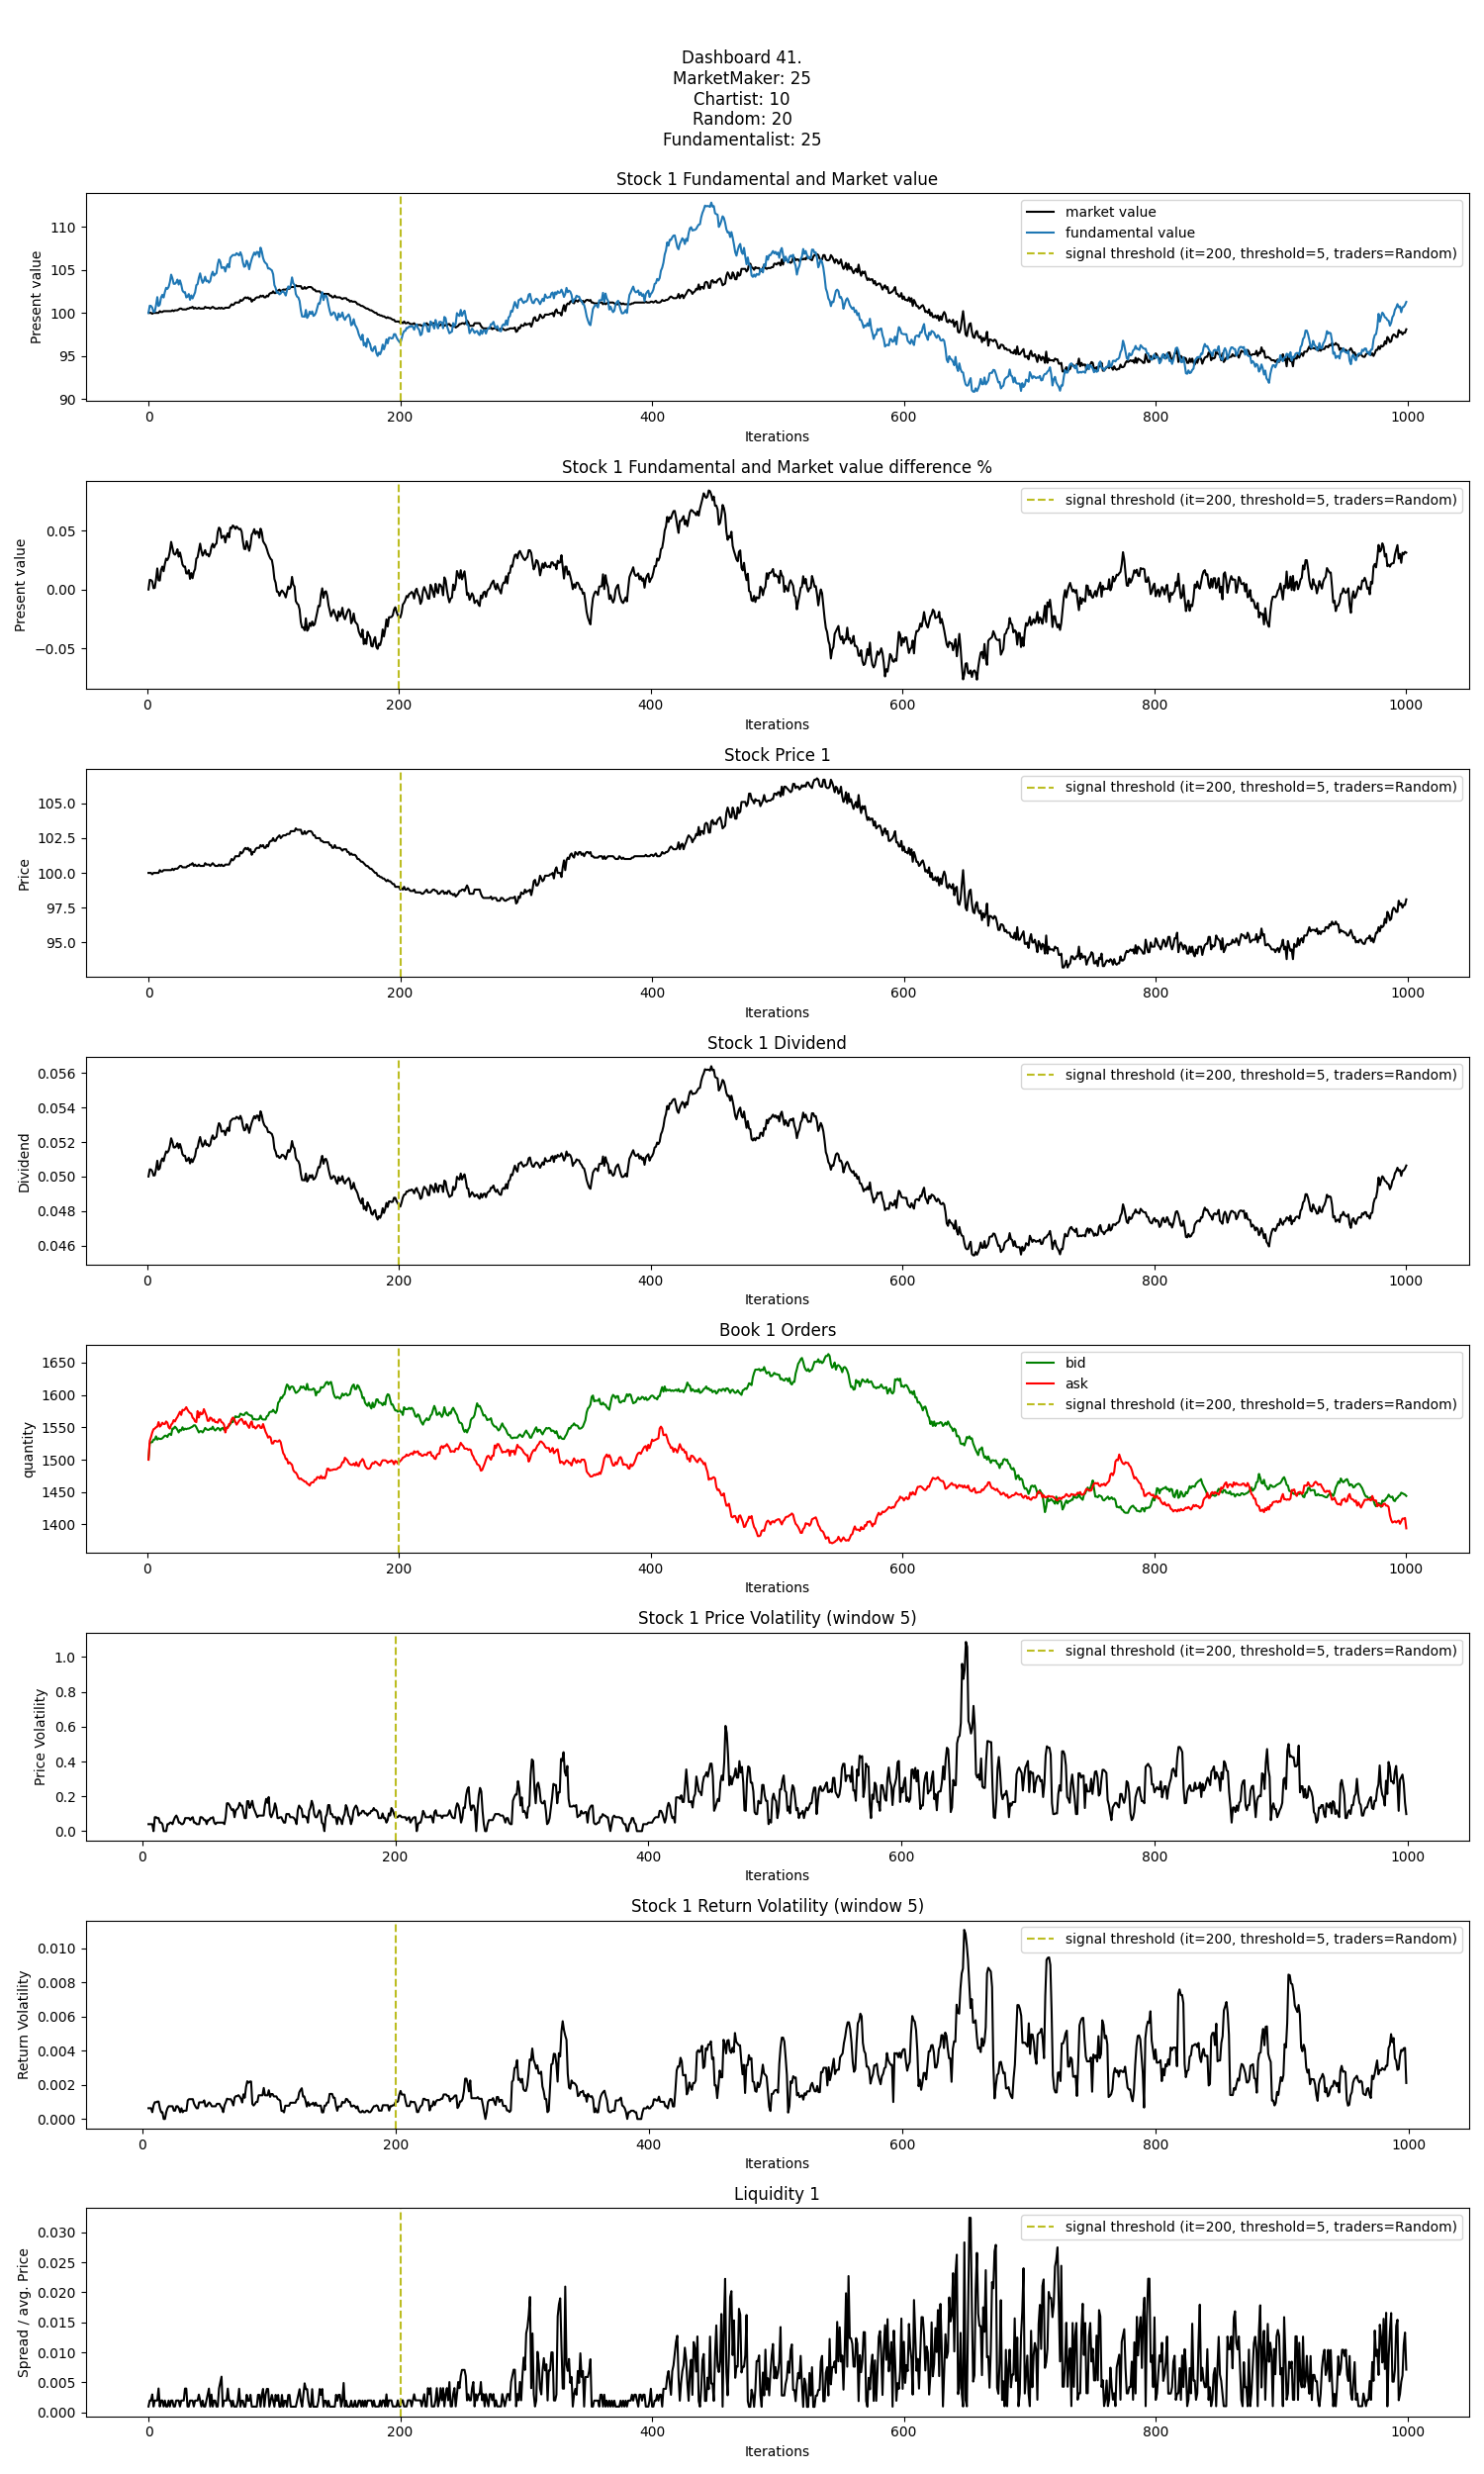 Dashboard 41.
MarketMaker: 25
Chartist: 10
Random: 20
Fundamentalist: 25
Stock 1 Fundamental and Market value
Present value
110
105
100
95
90
market value
fundamental value
signal threshold (it=200, threshold=5, traders=Random)
0 200 400 600 800 1000
Iterations
Stock 1 Fundamental and Market value difference %
Present value
0.05
0.00
−0.05
signal threshold (it=200, threshold=5, traders=Random)
0 200 400 600 800 1000
Iterations
Stock Price 1
Price
105.0
102.5
100.0
97.5
95.0
signal threshold (it=200, threshold=5, traders=Random)
0 200 400 600 800 1000
Iterations
Stock 1 Dividend
Dividend
0.056
0.054
0.052
0.050
0.048
0.046
signal threshold (it=200, threshold=5, traders=Random)
0 200 400 600 800 1000
Iterations
Book 1 Orders
quantity
1650
1600
1550
1500
1450
1400
bid
ask
signal threshold (it=200, threshold=5, traders=Random)
0 200 400 600 800 1000
Iterations
Stock 1 Price Volatility (window 5)
Price Volatility
1.0
0.8
0.6
0.4
0.2
0.0
signal threshold (it=200, threshold=5, traders=Random)
0 200 400 600 800 1000
Iterations
Stock 1 Return Volatility (window 5)
Return Volatility
0.010
0.008
0.006
0.004
0.002
0.000
signal threshold (it=200, threshold=5, traders=Random)
0 200 400 600 800 1000
Iterations
Liquidity 1
Spread / avg. Price
0.030
0.025
0.020
0.015
0.010
0.005
0.000
signal threshold (it=200, threshold=5, traders=Random)
0 200 400 600 800 1000
Iterations